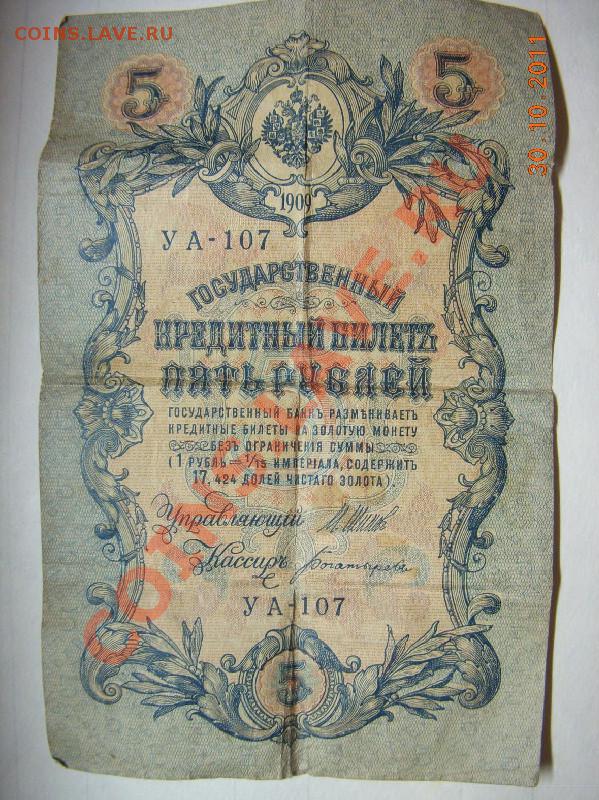 COINS.LAVE.RU
30 10 2011
5 5
1909
УА-107
ГОСУДАРСТВЕННЫЙ
КРЕДИТНЫЙ БИЛЕТЪ
ПЯТЬ РУБЛЕЙ
ГОСУДАРСТВЕННЫЙ БАНКЪ РАЗМѢНИВАЕТЪ
КРЕДИТНЫЕ БИЛЕТЫ НА ЗОЛОТУЮ МОНЕТУ
БЕЗЪ ОГРАНИЧЕНІЯ СУММЫ
(1 РУБЛЬ = 1/15 ИМПЕРІАЛА, СОДЕРЖИТЪ
17,424 ДОЛЕЙ ЧИСТАГО ЗОЛОТА).
Управляющій И. Шиповъ
Кассиръ Богатыревъ
УА-107
5